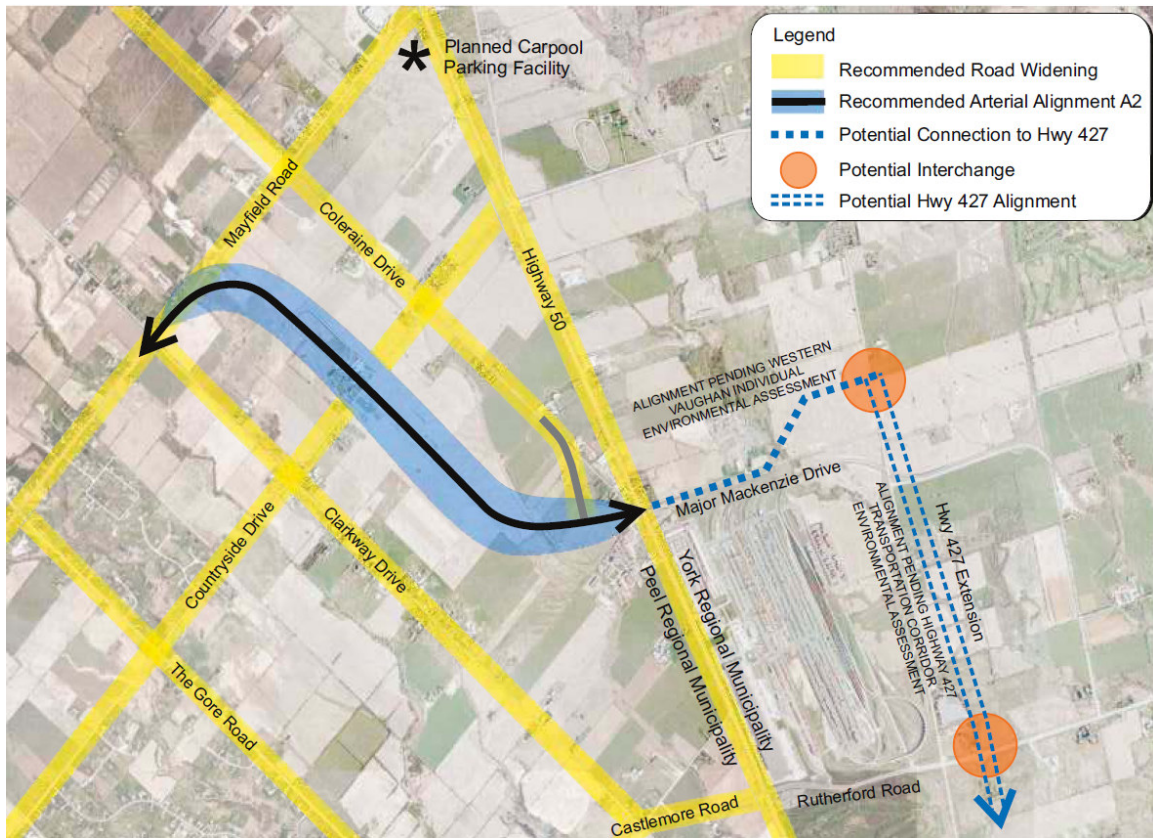 Legend
Recommended Road Widening
Recommended Arterial Alignment A2
Potential Connection to Hwy 427
Potential Interchange
Potential Hwy 427 Alignment
*
Planned Carpool
Parking Facility
Mayfield Road
Coleraine Drive
Highway 50
ALIGNMENT PENDING WESTERN
VAUGHAN INDIVIDUAL
ENVIRONMENTAL ASSESSMENT
Major Mackenzie Drive
Hwy 427 Extension
ALIGNMENT PENDING HIGHWAY 427
TRANSPORTATION CORRIDOR
ENVIRONMENTAL ASSESSMENT
Countryside Drive
Clarkway Drive
The Gore Road
York Regional Municipality
Peel Regional Municipality
Castlemore Road
Rutherford Road